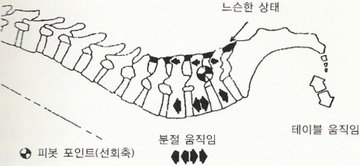 느슨한 상태
테이블 움직임
분절 움직임
피봇 포인트(선회축)